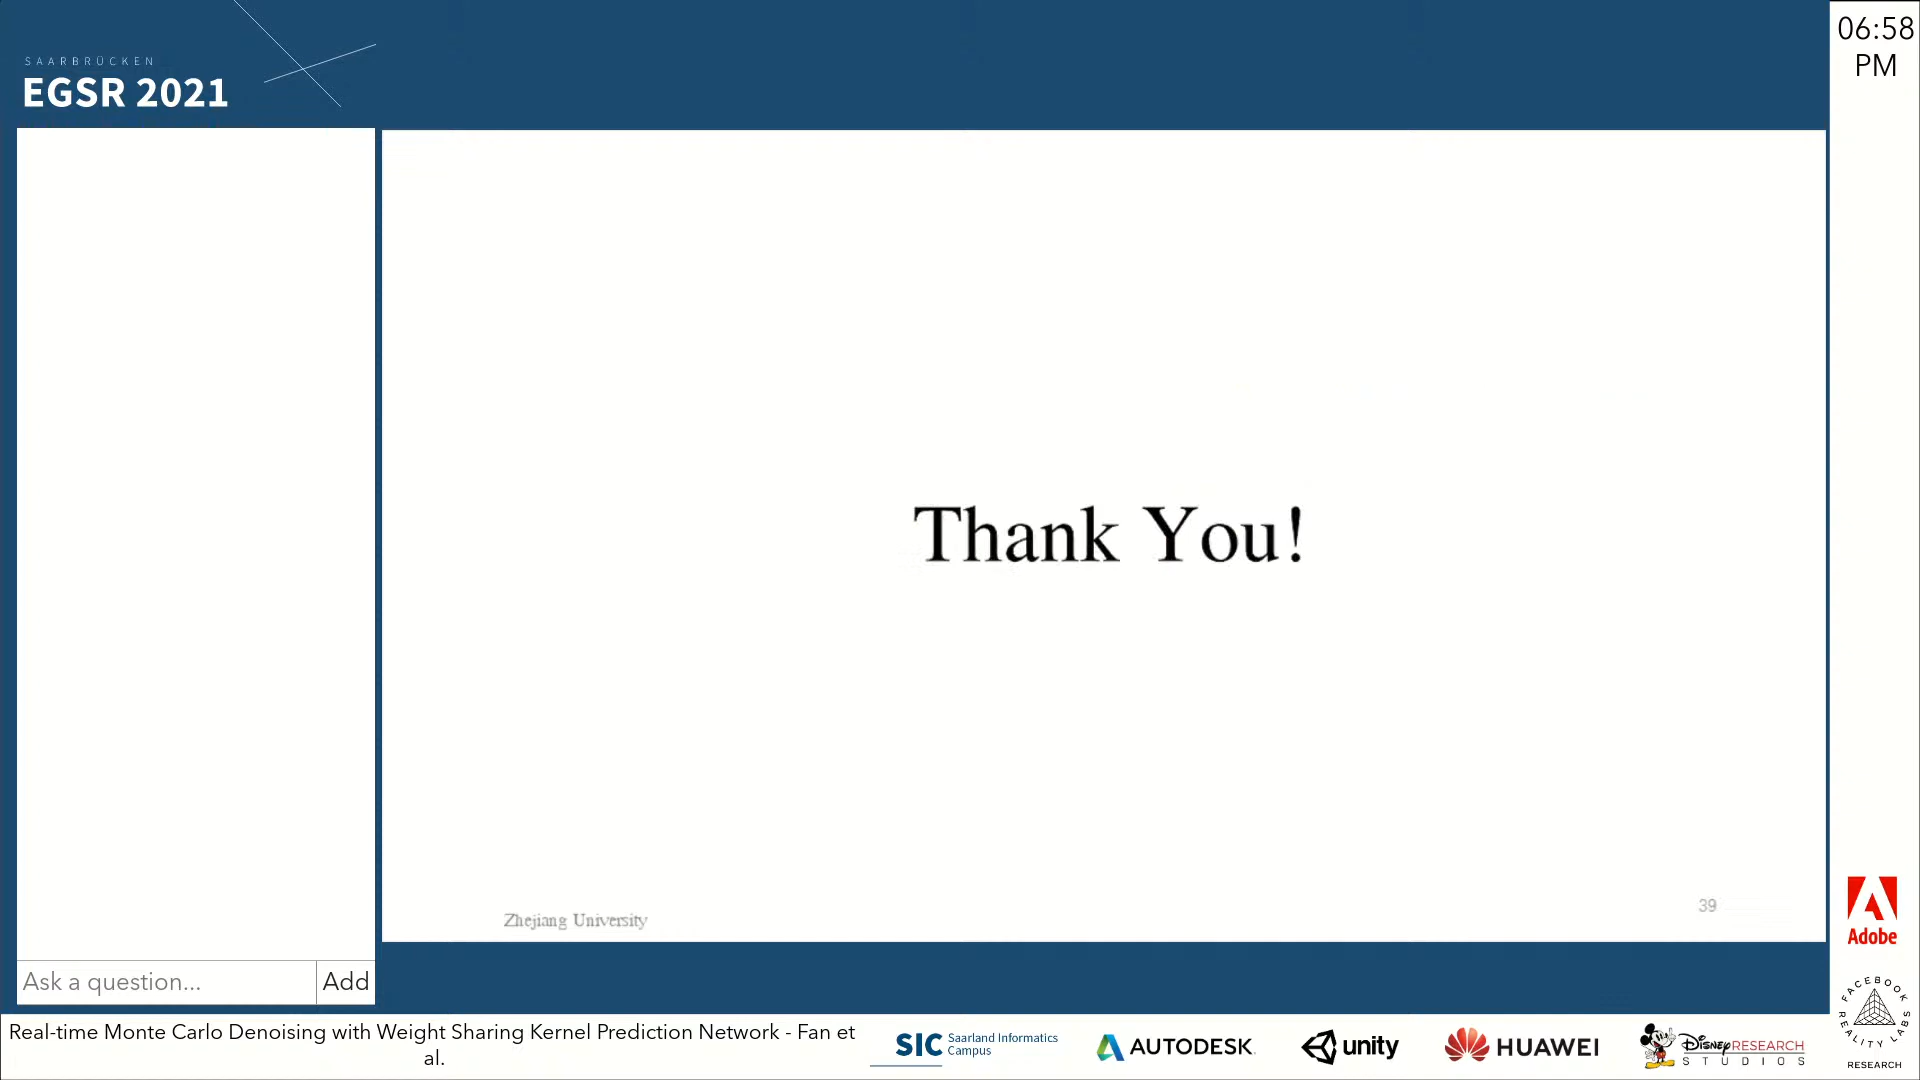 SAARBRÜCKEN
EGSR 2021
06:58
PM
Thank You!
Zhejiang University
39
Ask a question...
Add
Real-time Monte Carlo Denoising with Weight Sharing Kernel Prediction Network - Fan et
al.
SIC Saarland Informatics
Campus
AUTODESK
unity
HUAWEI
Disney RESEARCH
STUDIOS
Adobe
FACEBOOK
REALITY LABS
RESEARCH